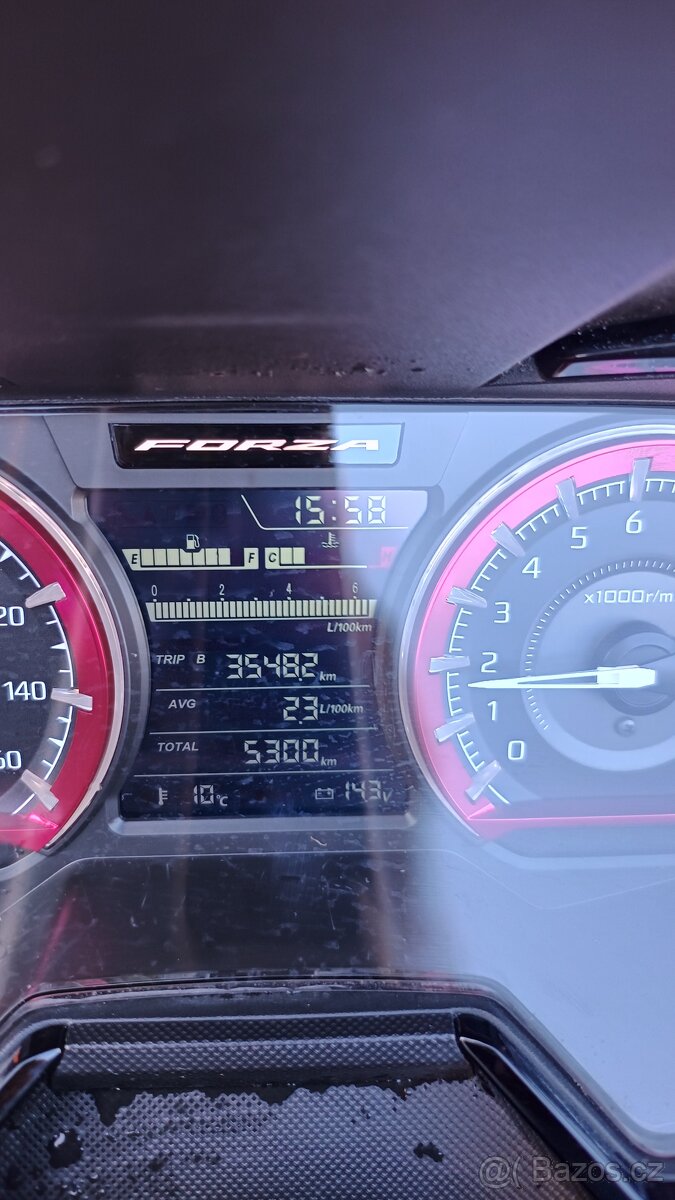 FORZA
15:58
E F C H
0 2 4 6
L/100km
TRIP B 3548.2 km
AVG 2.3 L/100km
TOTAL 5300 km
10 °C 14.3 V
20
140
60
6
5
4
3
2
1
0
x1000r/m
Bazos.cz